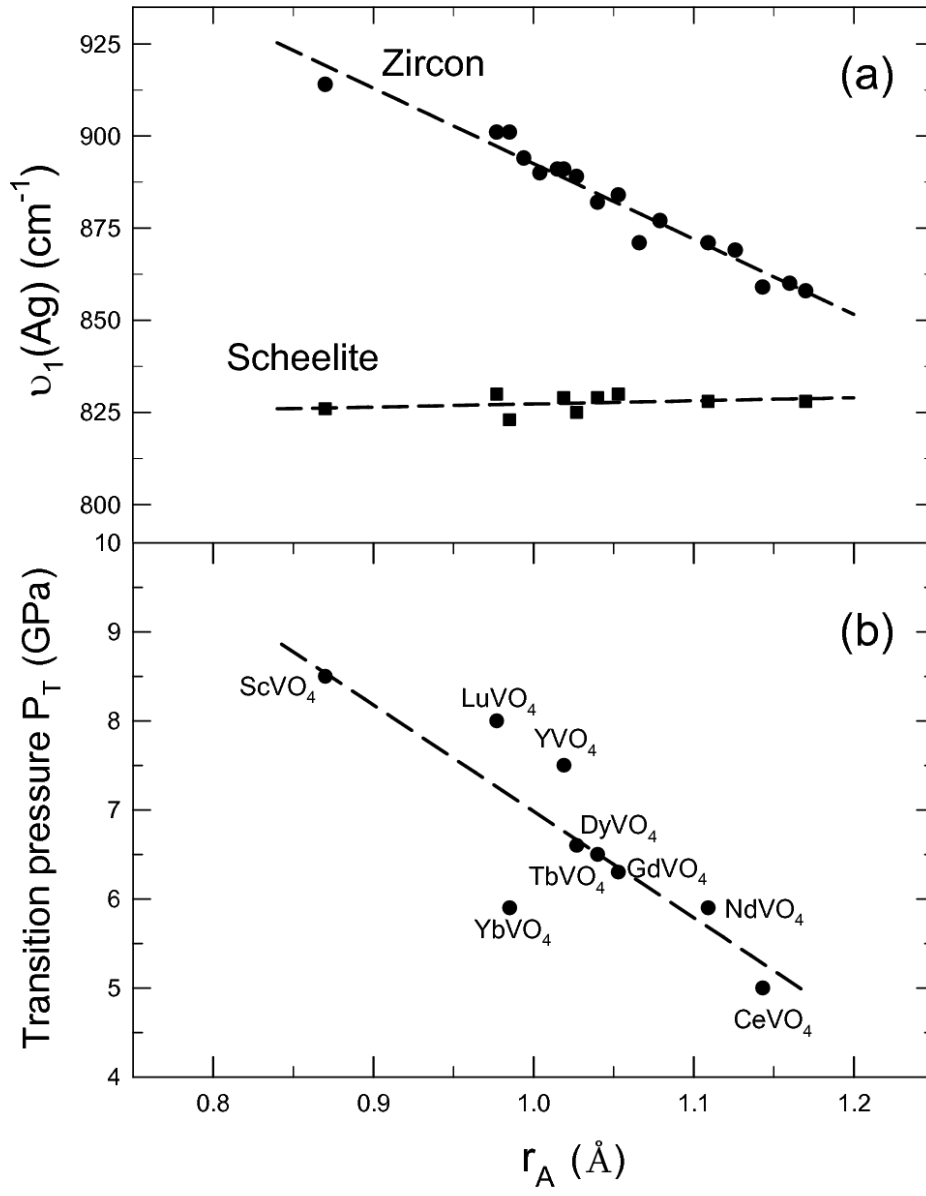 925
900
875
850
825
800
υ₁(Ag) (cm⁻¹)
Zircon
(a)
Scheelite
10
9
8
7
6
5
4
Transition pressure P_T (GPa)
(b)
ScVO₄
LuVO₄
YVO₄
DyVO₄
TbVO₄
GdVO₄
YbVO₄
NdVO₄
CeVO₄
0.8
0.9
1.0
1.1
1.2
r_A (Å)